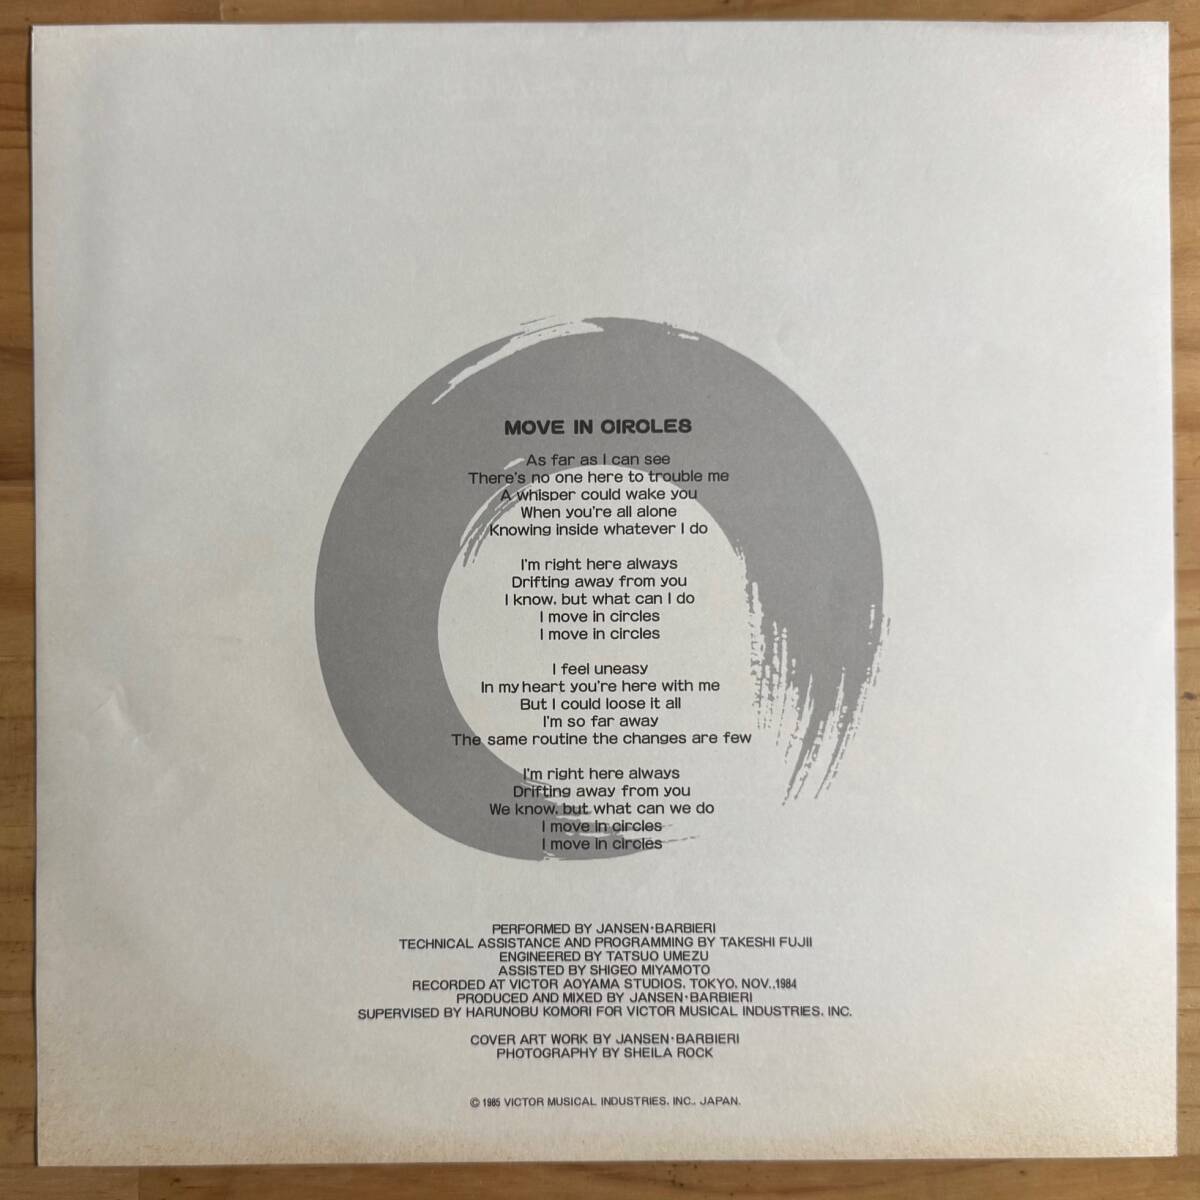 MOVE IN OIROLES
As far as I can see
There's no one here to trouble me
A whisper could wake you
When you're all alone
Knowing inside whatever I do
I'm right here always
Drifting away from you
I know, but what can I do
I move in circles
I move in circles
I feel uneasy
In my heart you're here with me
But I could loose it all
I'm so far away
The same routine the changes are few
I'm right here always
Drifting away from you
We know, but what can we do
I move in circles
I move in circles
PERFORMED BY JANSEN·BARBIERI
TECHNICAL ASSISTANCE AND PROGRAMMING BY TAKESHI FUJII
ENGINEERED BY TATSUO UMEZU
ASSISTED BY SHIGEO MIYAMOTO
RECORDED AT VICTOR AOYAMA STUDIOS, TOKYO, NOV., 1984
PRODUCED AND MIXED BY JANSEN·BARBIERI
SUPERVISED BY HARUNOBU KOMORI FOR VICTOR MUSICAL INDUSTRIES, INC.
COVER ART WORK BY JANSEN·BARBIERI
PHOTOGRAPHY BY SHEILA ROCK
© 1985 VICTOR MUSICAL INDUSTRIES, INC., JAPAN.